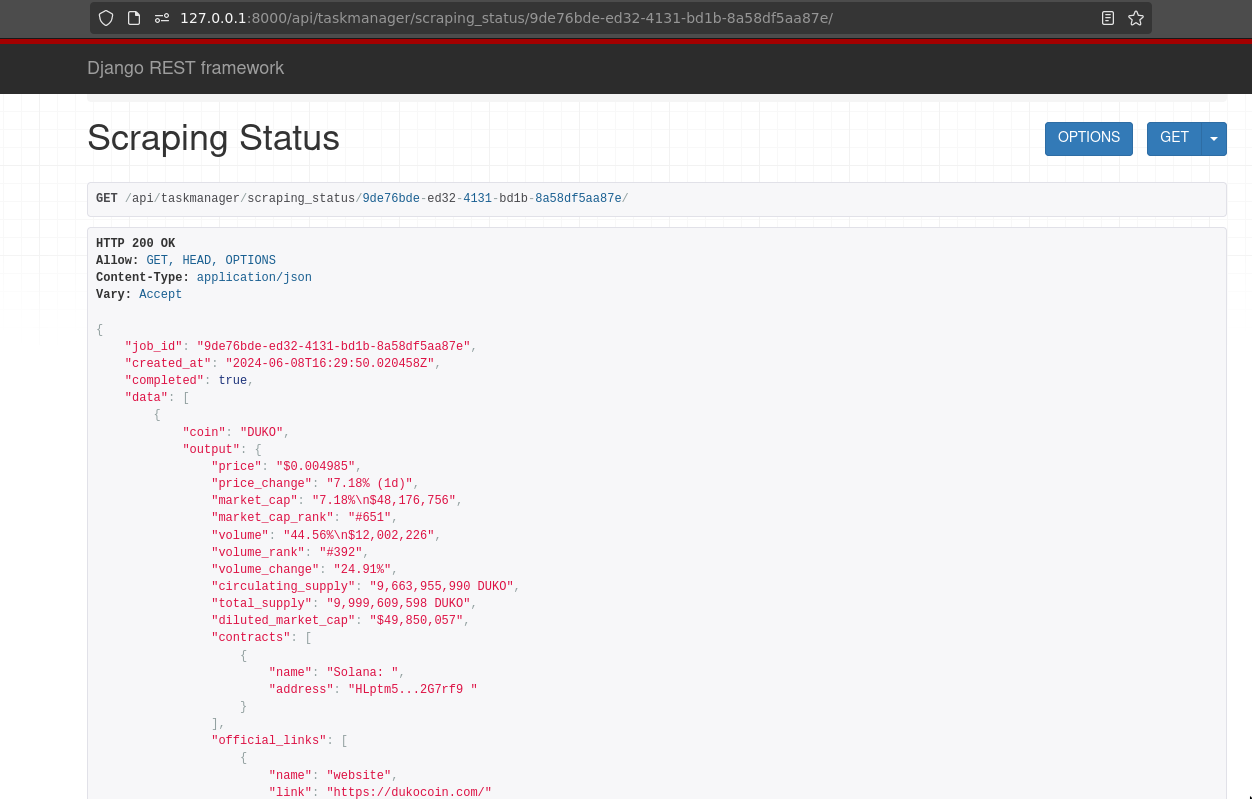 127.0.0.1:8000/api/taskmanager/scraping_status/9de76bde-ed32-4131-bd1b-8a58df5aa87e/
Django REST framework
Scraping Status
OPTIONS
GET
GET /api/taskmanager/scraping_status/9de76bde-ed32-4131-bd1b-8a58df5aa87e/
HTTP 200 OK
Allow: GET, HEAD, OPTIONS
Content-Type: application/json
Vary: Accept
{
"job_id": "9de76bde-ed32-4131-bd1b-8a58df5aa87e",
"created_at": "2024-06-08T16:29:50.020458Z",
"completed": true,
"data": [
{
"coin": "DUKO",
"output": {
"price": "$0.004985",
"price_change": "7.18% (1d)",
"market_cap": "7.18%\n$48,176,756",
"market_cap_rank": "#651",
"volume": "44.56%\n$12,002,226",
"volume_rank": "#392",
"volume_change": "24.91%",
"circulating_supply": "9,663,955,990 DUKO",
"total_supply": "9,999,609,598 DUKO",
"diluted_market_cap": "$49,850,057",
"contracts": [
{
"name": "Solana: ",
"address": "HLptm5...2G7rf9 "
}
],
"official_links": [
{
"name": "website",
"link": "https://dukocoin.com/"